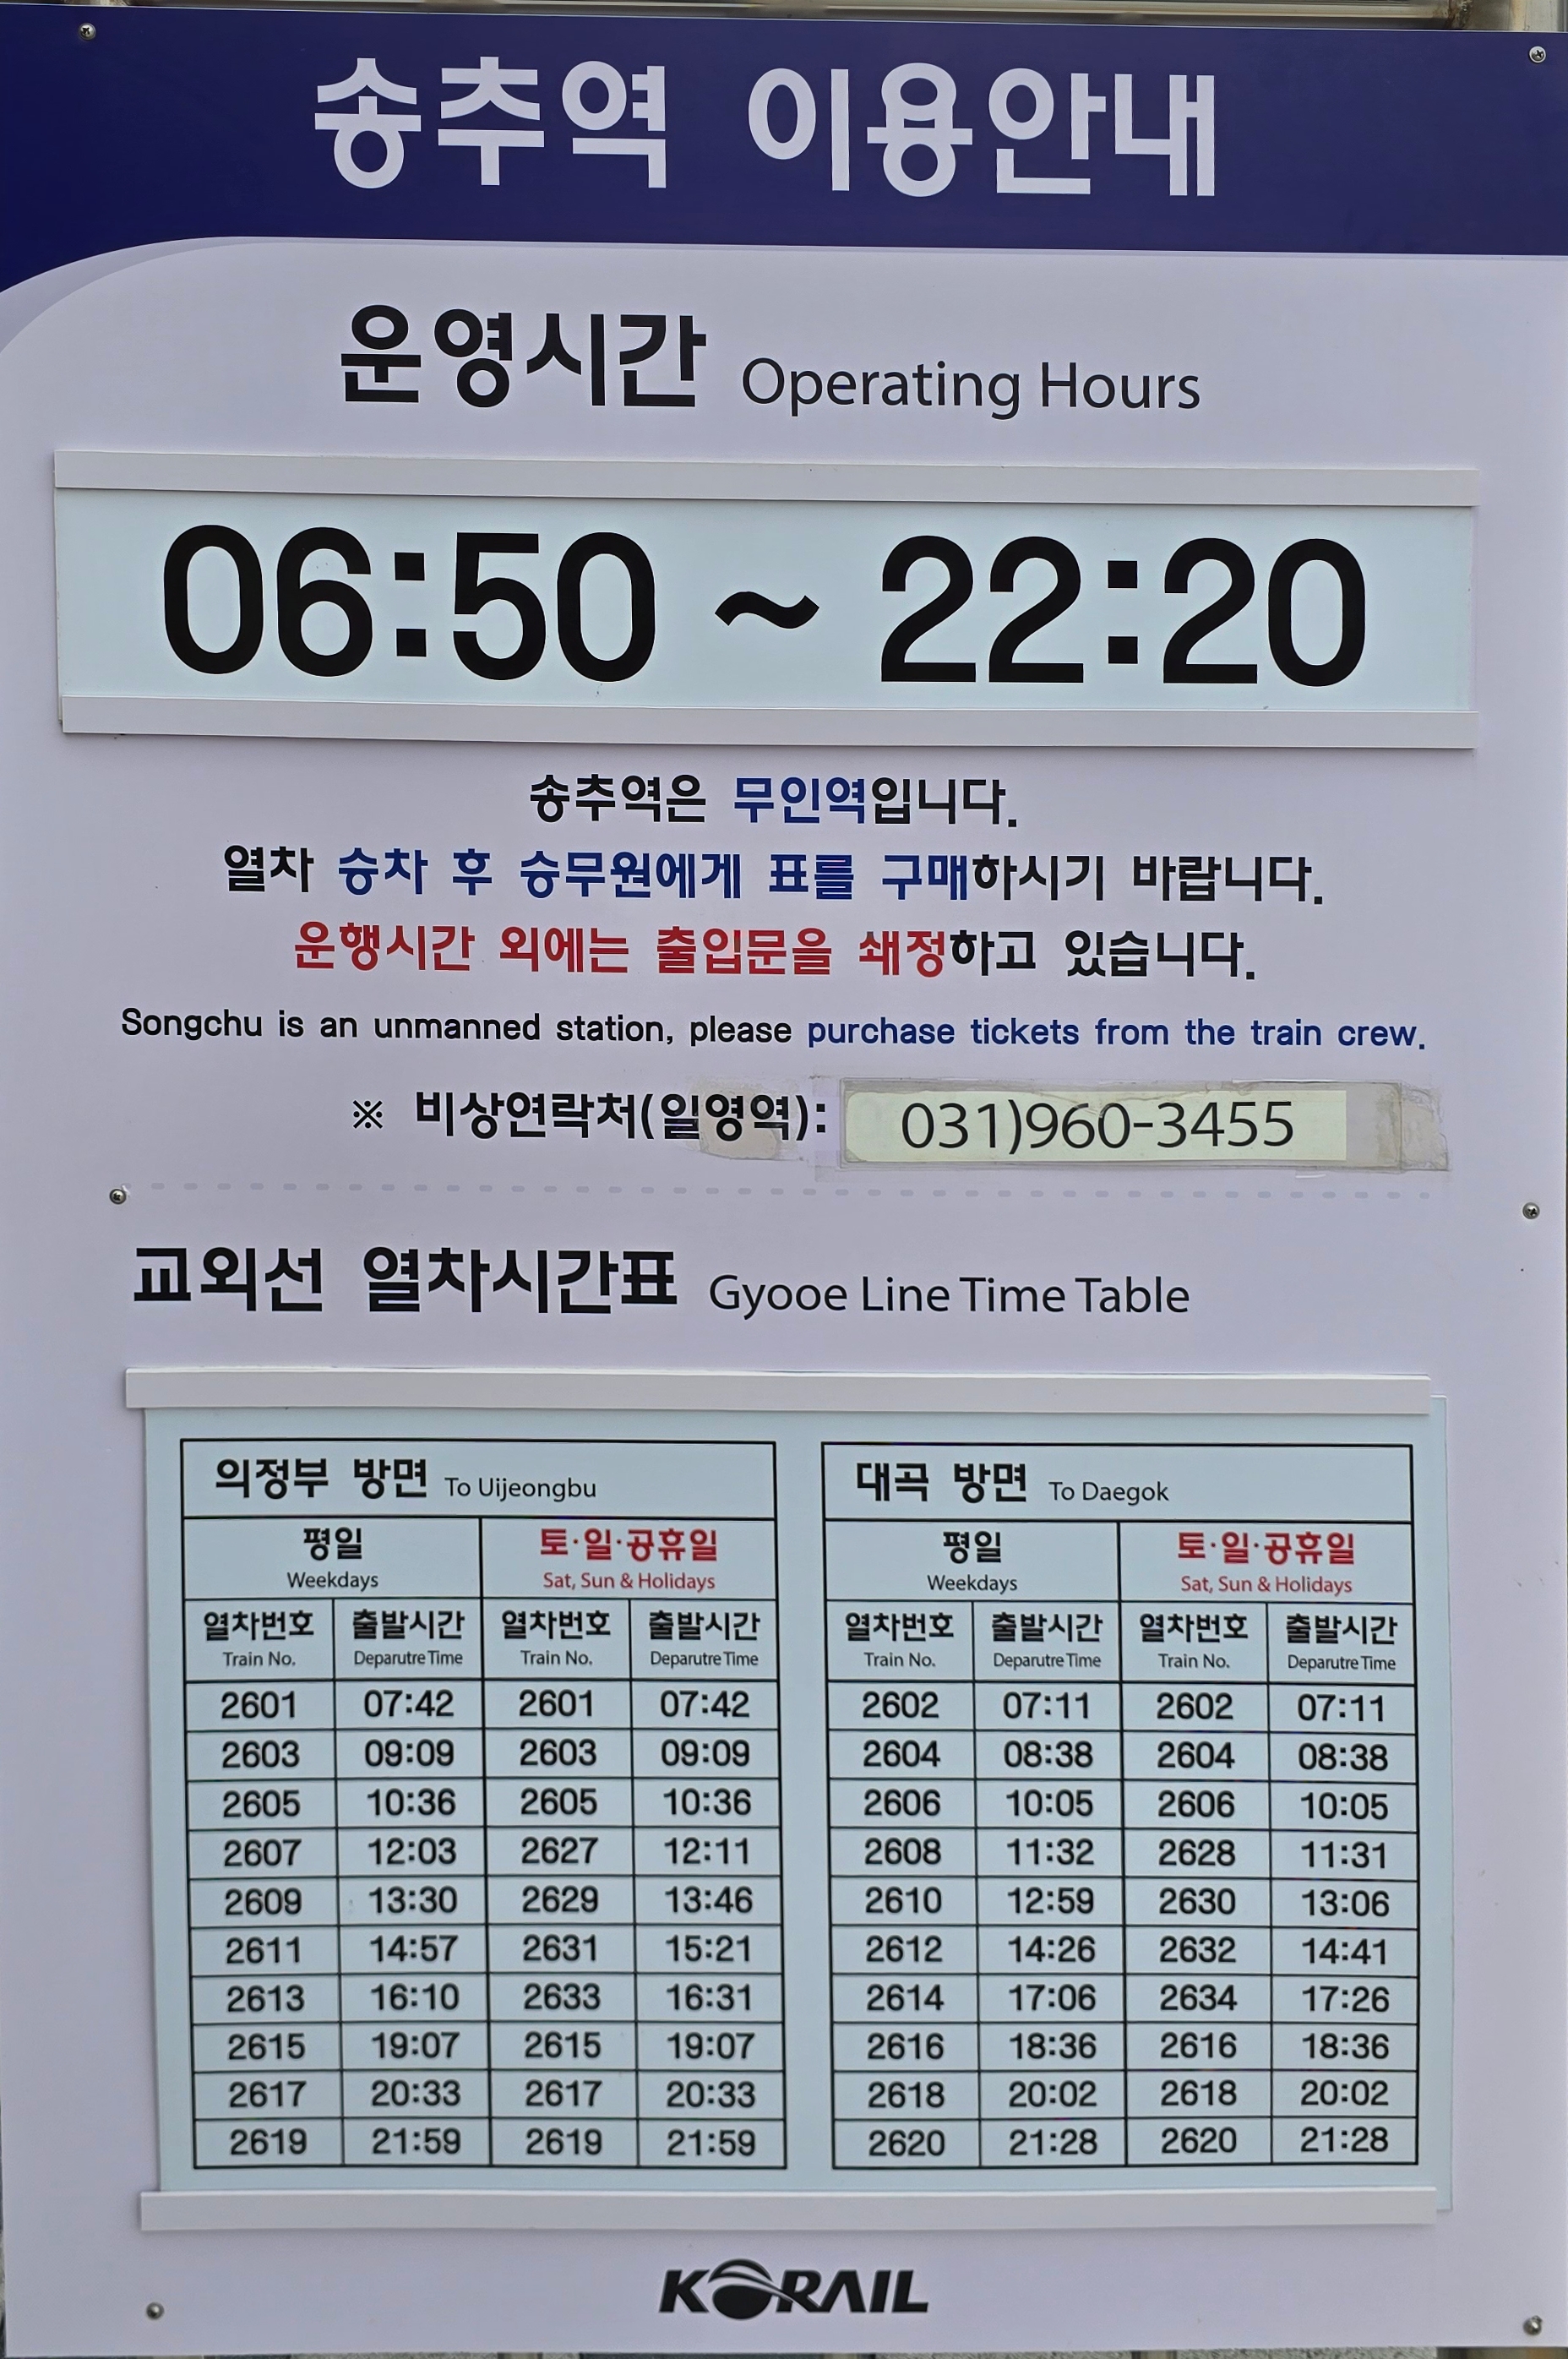 송추역 이용안내
운영시간 Operating Hours
06:50 ~ 22:20
송추역은 무인역입니다.
열차 승차 후 승무원에게 표를 구매하시기 바랍니다.
운행시간 외에는 출입문을 쇄정하고 있습니다.
Songchu is an unmanned station, please purchase tickets from the train crew.
※ 비상연락처(일영역): 031)960-3455
교외선 열차시간표 Gyooe Line Time Table
의정부 방면 To Uijeongbu
평일 토·일·공휴일
Weekdays Sat, Sun & Holidays
열차번호 출발시간 열차번호 출발시간
Train No. Deparutre Time Train No. Deparutre Time
2601 07:42 2601 07:42
2603 09:09 2603 09:09
2605 10:36 2605 10:36
2607 12:03 2627 12:11
2609 13:30 2629 13:46
2611 14:57 2631 15:21
2613 16:10 2633 16:31
2615 19:07 2615 19:07
2617 20:33 2617 20:33
2619 21:59 2619 21:59
대곡 방면 To Daegok
평일 토·일·공휴일
Weekdays Sat, Sun & Holidays
열차번호 출발시간 열차번호 출발시간
Train No. Deparutre Time Train No. Deparutre Time
2602 07:11 2602 07:11
2604 08:38 2604 08:38
2606 10:05 2606 10:05
2608 11:32 2628 11:31
2610 12:59 2630 13:06
2612 14:26 2632 14:41
2614 17:06 2634 17:26
2616 18:36 2616 18:36
2618 20:02 2618 20:02
2620 21:28 2620 21:28
KORAIL